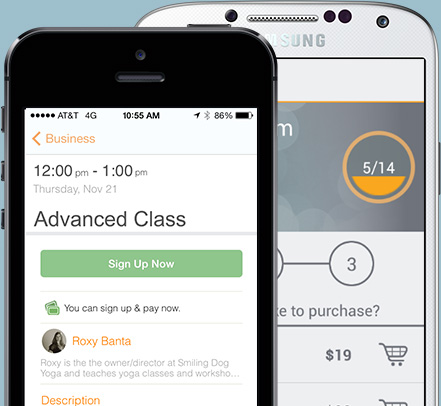 ●●●●● AT&T 4G 10:55 AM 86%
Business
12:00 pm - 1:00 pm
Thursday, Nov 21
Advanced Class
Sign Up Now
You can sign up & pay now.
Roxy Banta
Roxy is the the owner/director at Smiling Dog
Yoga and teaches yoga classes and worksho...
Description
SUNG
m
5/14
3
e to purchase?
$19